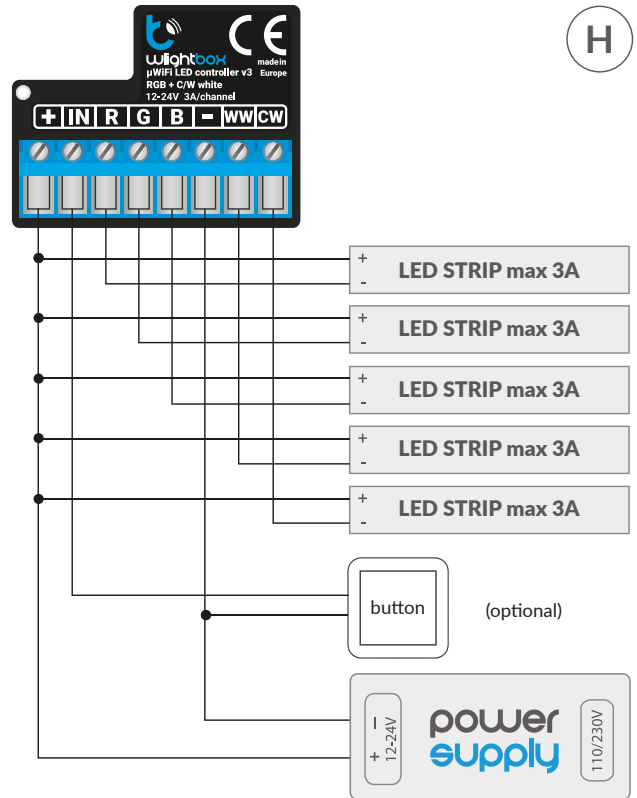 H
CE
wlightbox
made in
Europe
µWiFi LED controller v3
RGB + C/W white
12-24V 3A/channel
+ IN R G B - WW CW
+
LED STRIP max 3A
-
+
LED STRIP max 3A
-
+
LED STRIP max 3A
-
+
LED STRIP max 3A
-
+
LED STRIP max 3A
-
button
(optional)
- +
12-24V
power
supply
110/230V